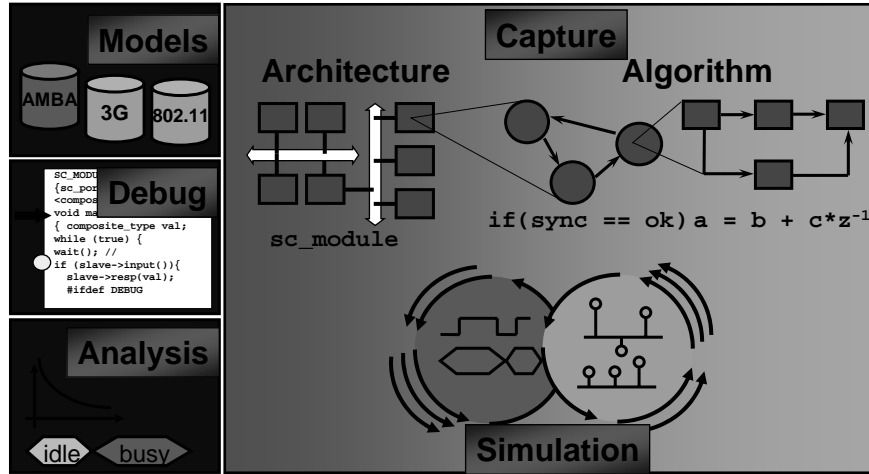 Models
AMBA
3G
802.11
Debug
SC_MODU
{sc_por
<compos
void ma
{ composite_type val;
while (true) {
wait(); //
if (slave->input()){
slave->resp(val);
#ifdef DEBUG
Analysis
idle
busy
Capture
Architecture
Algorithm
sc_module
if(sync == ok)
a = b + c*z⁻¹
Simulation